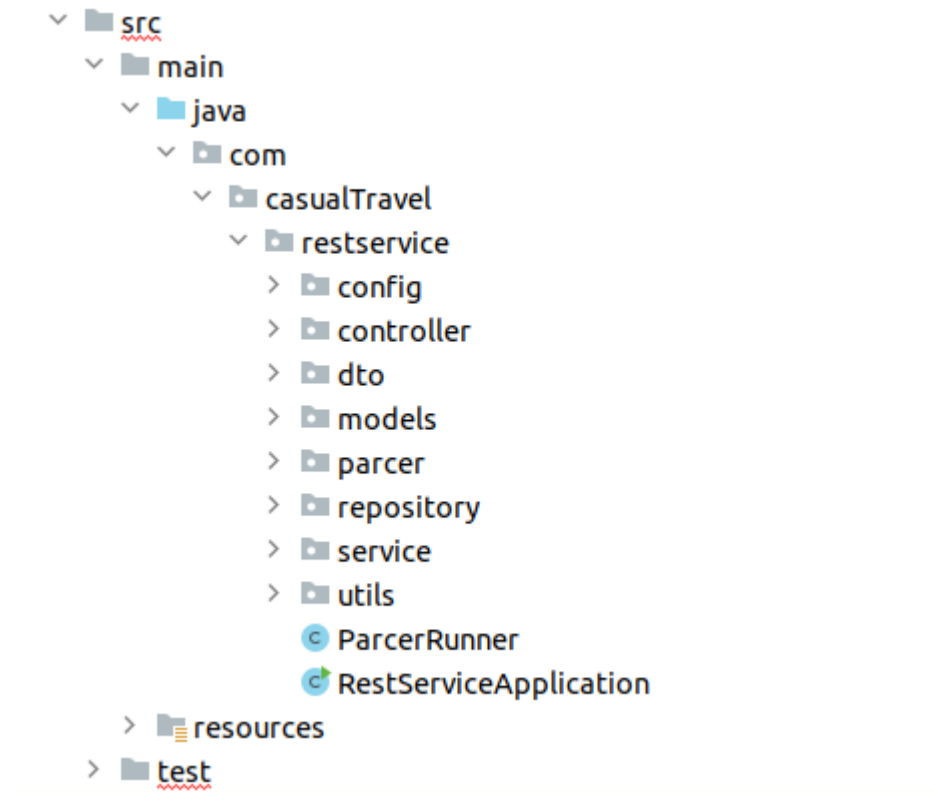 src
main
java
com
casualTravel
restservice
config
controller
dto
models
parcer
repository
service
utils
C ParcerRunner
C RestServiceApplication
resources
test